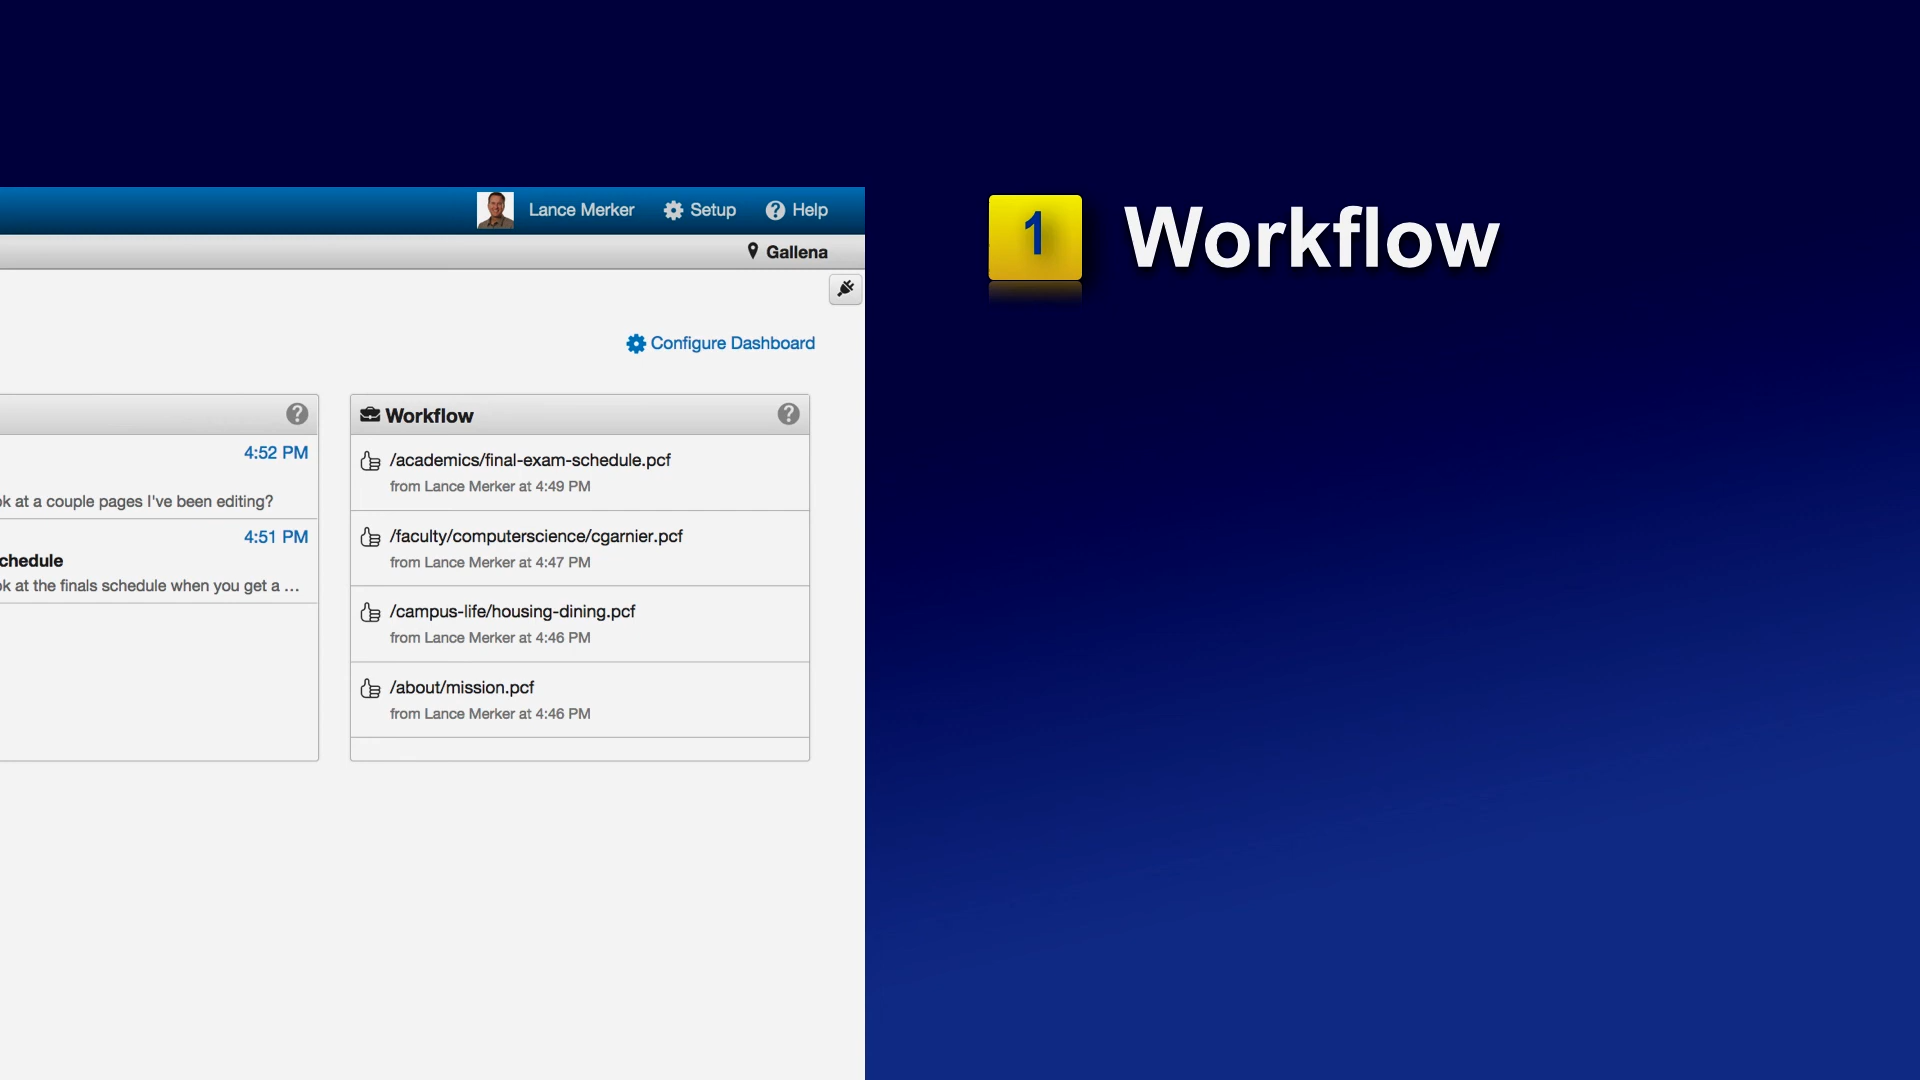 Lance Merker Setup Help
Gallena
Configure Dashboard
4:52 PM
at a couple pages I've been editing?
4:51 PM
at the finals schedule when you get a ...
Workflow
/academics/final-exam-schedule.pcf
from Lance Merker at 4:49 PM
/faculty/computerscience/cgarnier.pcf
from Lance Merker at 4:47 PM
/campus-life/housing-dining.pcf
from Lance Merker at 4:46 PM
/about/mission.pcf
from Lance Merker at 4:46 PM
1 Workflow